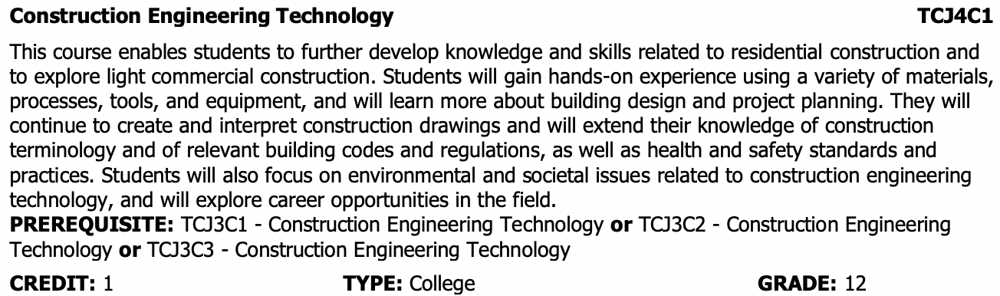 Construction Engineering Technology TCJ4C1
This course enables students to further develop knowledge and skills related to residential construction and
to explore light commercial construction. Students will gain hands-on experience using a variety of materials,
processes, tools, and equipment, and will learn more about building design and project planning. They will
continue to create and interpret construction drawings and will extend their knowledge of construction
terminology and of relevant building codes and regulations, as well as health and safety standards and
practices. Students will also focus on environmental and societal issues related to construction engineering
technology, and will explore career opportunities in the field.
PREREQUISITE: TCJ3C1 - Construction Engineering Technology or TCJ3C2 - Construction Engineering
Technology or TCJ3C3 - Construction Engineering Technology
CREDIT: 1 TYPE: College GRADE: 12